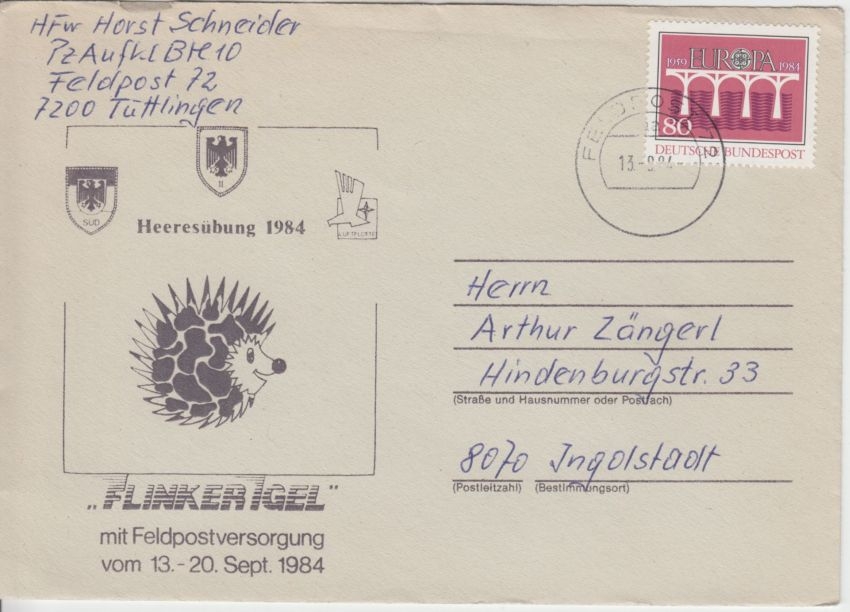 HFw Horst Schneider
PzAufklBtl 10
Feldpost 72
7200 Tuttlingen
1959 EUROPA 1984
80
DEUTSCHE BUNDESPOST
FELDPOST
13.-9.84
II
SÜD
Heeresübung 1984
LUFTFLOTTE
Herrn
Arthur Zängerl
Hindenburgstr. 33
(Straße und Hausnummer oder Postfach)
8070 Ingolstadt
(Postleitzahl) (Bestimmungsort)
„FLINKER IGEL"
mit Feldpostversorgung
vom 13.-20. Sept. 1984